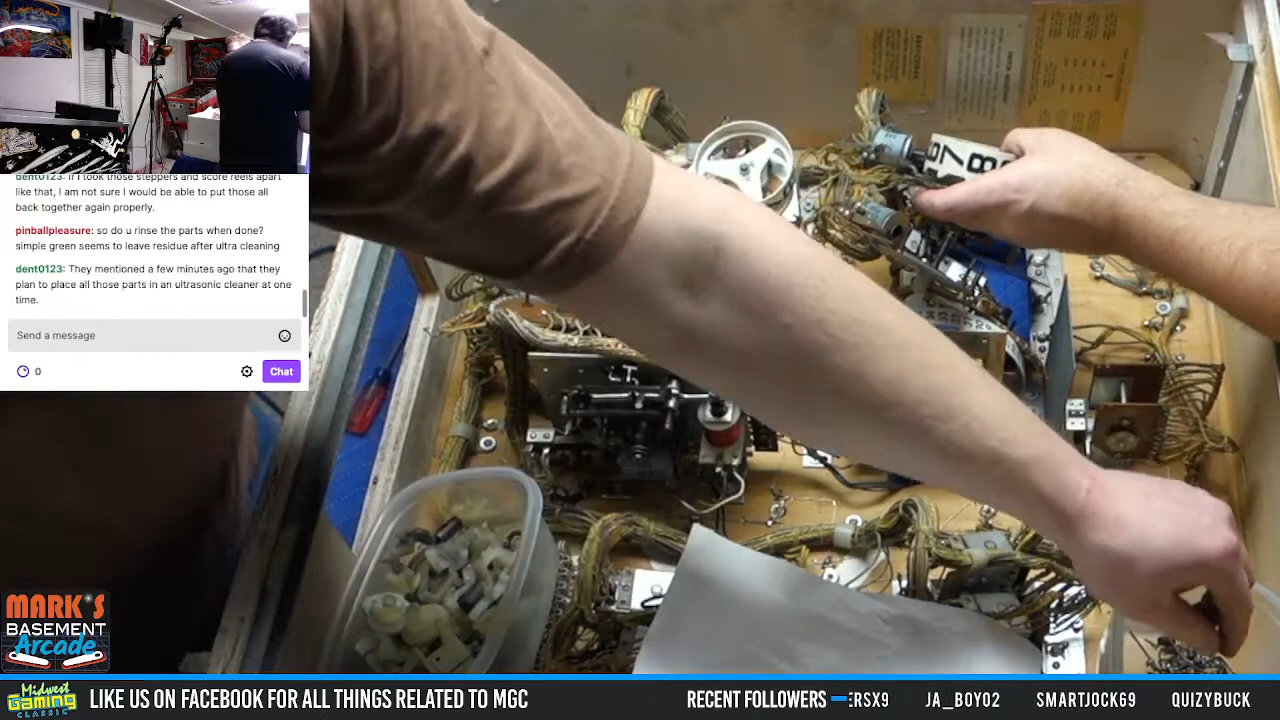 dent0123: If I took those steppers and score reels apart
like that, I am not sure I would be able to put those all
back together again properly.
pinballpleasure: so do u rinse the parts when done?
simple green seems to leave residue after ultra cleaning
dent0123: They mentioned a few minutes ago that they
plan to place all those parts in an ultrasonic cleaner at one
time.
Send a message
0
Chat
7 8
MARK'S
BASEMENT
Arcade
Midwest
Gaming
CLASSIC
LIKE US ON FACEBOOK FOR ALL THINGS RELATED TO MGC
RECENT FOLLOWERS ERSX9 JA_BOY02 SMARTJOCK69 QUIZYBUCK